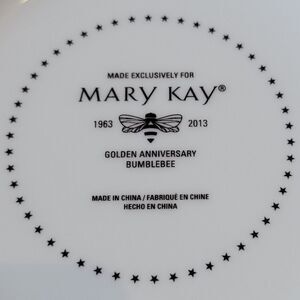 MADE EXCLUSIVELY FOR
MARY KAY®
1963 2013
GOLDEN ANNIVERSARY
BUMBLEBEE
MADE IN CHINA / FABRIQUÉ EN CHINE
HECHO EN CHINA